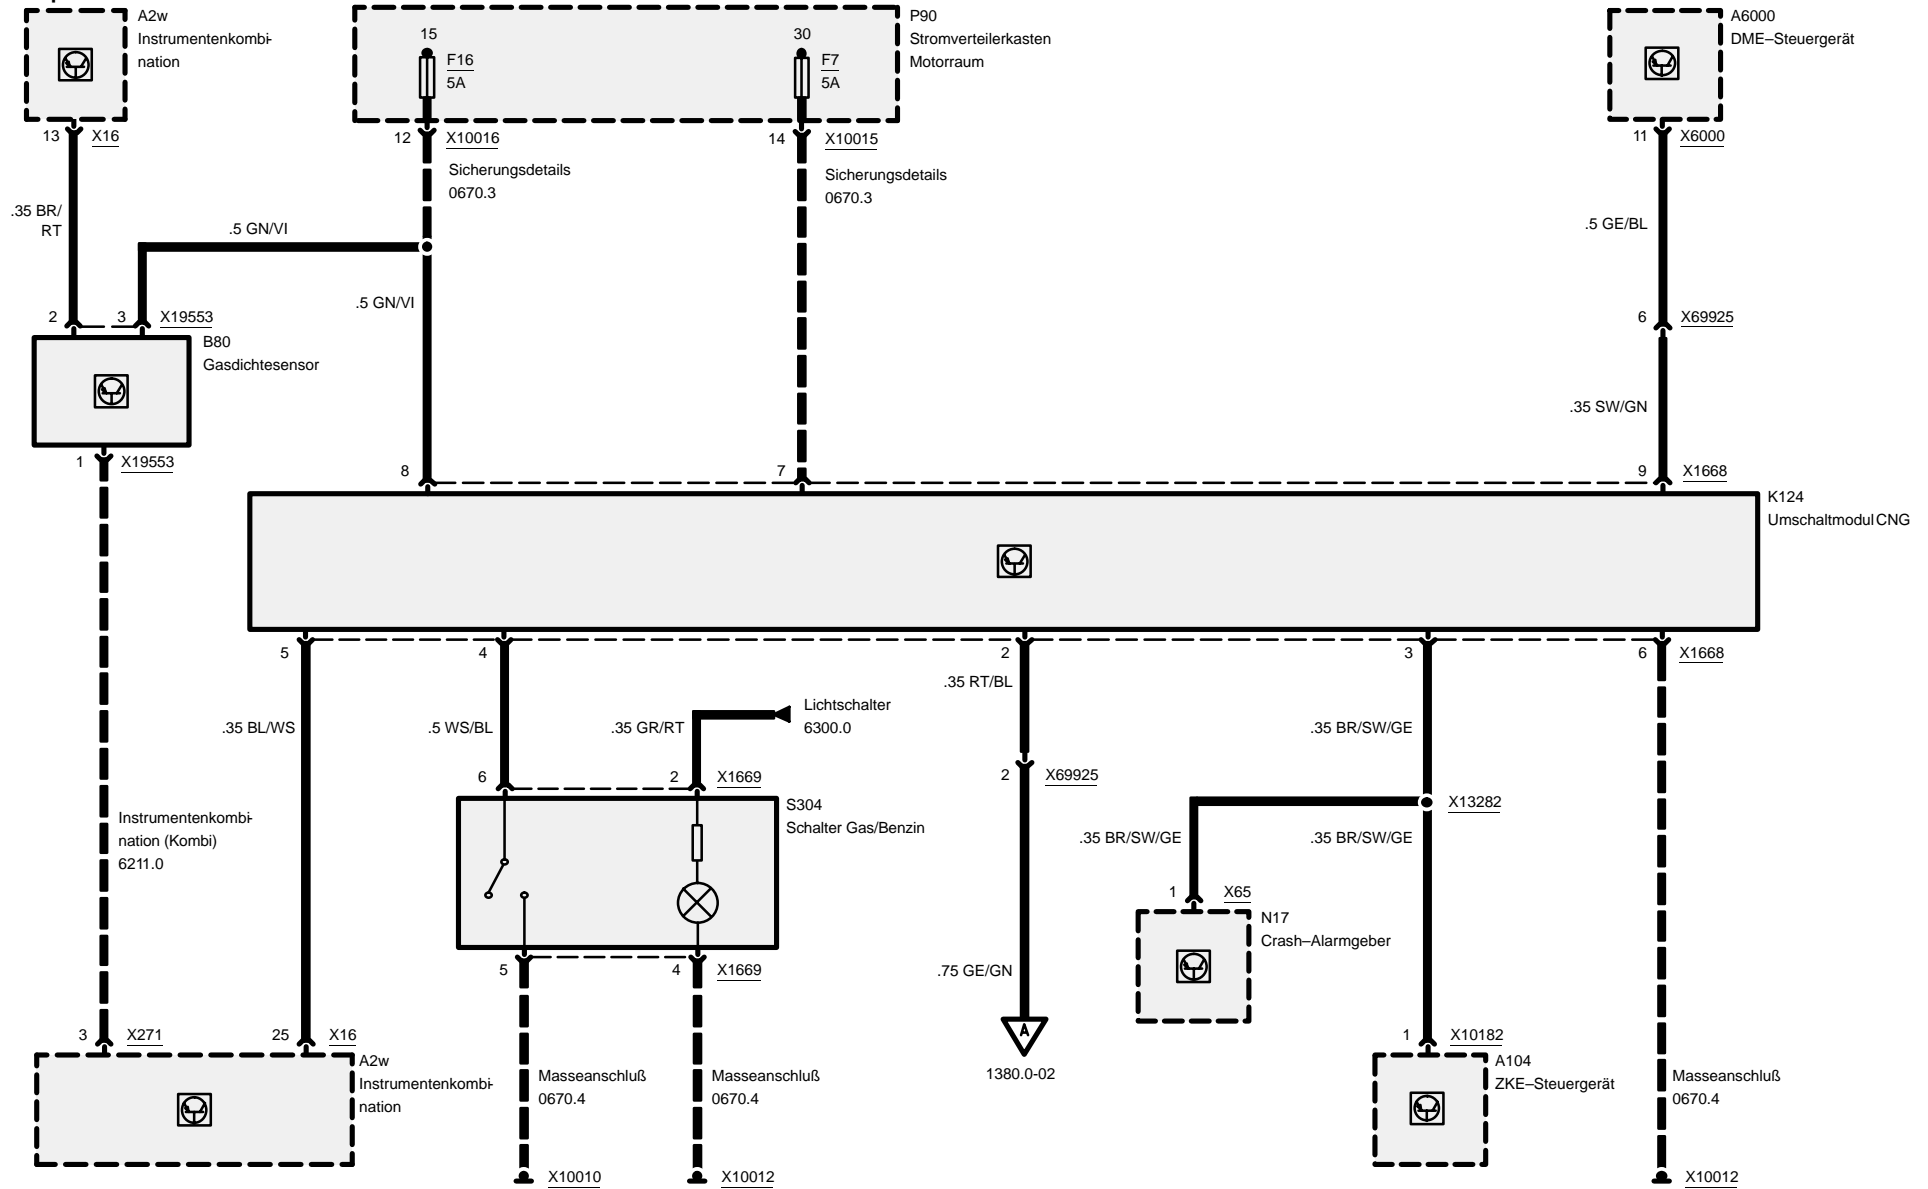 A2w
Instrumentenkombi-
nation
15
F16
5A
30
F7
5A
P90
Stromverteilerkasten
Motorraum
A6000
DME–Steuergerät
13 X16
12 X10016
14 X10015
11 X6000
Sicherungsdetails
0670.3
Sicherungsdetails
0670.3
.35 BR/
RT
.5 GN/VI
.5 GE/BL
.5 GN/VI
2 3 X19553
6 X69925
B80
Gasdichtesensor
.35 SW/GN
1 X19553
8 7 9 X1668
K124
Umschaltmodul CNG
5 4 2 3 6 X1668
.35 RT/BL
Lichtschalter
6300.0
.35 BL/WS
.5 WS/BL
.35 GR/RT
.35 BR/SW/GE
6 2 X1669
2 X69925
S304
Schalter Gas/Benzin
X13282
Instrumentenkombi-
nation (Kombi)
6211.0
.35 BR/SW/GE
.35 BR/SW/GE
1 X65
N17
Crash–Alarmgeber
5 4 X1669
.75 GE/GN
3 X271
25 X16
A
1 X10182
A2w
Instrumentenkombi-
nation
Masseanschluß
0670.4
Masseanschluß
0670.4
1380.0-02
A104
ZKE–Steuergerät
Masseanschluß
0670.4
X10010
X10012
X10012